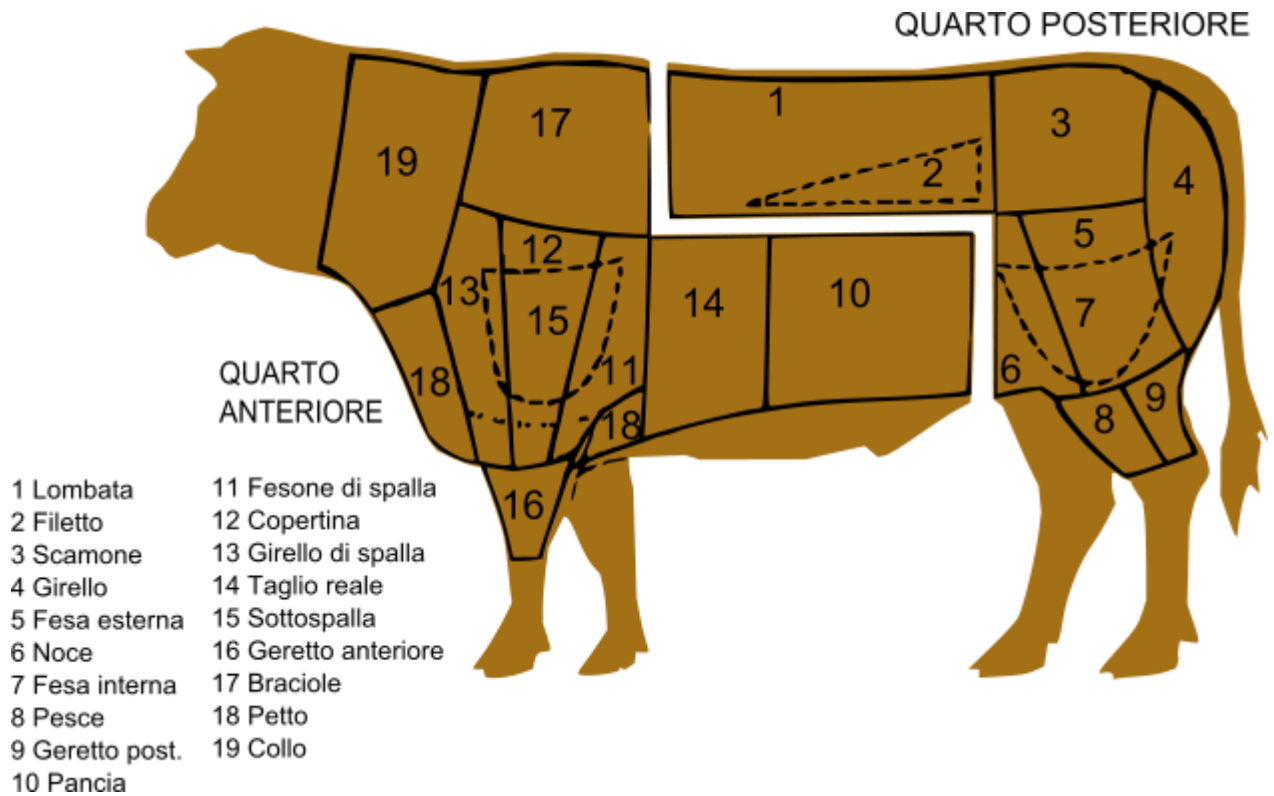 QUARTO POSTERIORE
1
2
3
4
5
6
7
8
9
10
11
12
13
14
15
16
17
18
18
19
QUARTO
ANTERIORE
1 Lombata
2 Filetto
3 Scamone
4 Girello
5 Fesa esterna
6 Noce
7 Fesa interna
8 Pesce
9 Geretto post.
10 Pancia
11 Fesone di spalla
12 Copertina
13 Girello di spalla
14 Taglio reale
15 Sottospalla
16 Geretto anteriore
17 Braciole
18 Petto
19 Collo